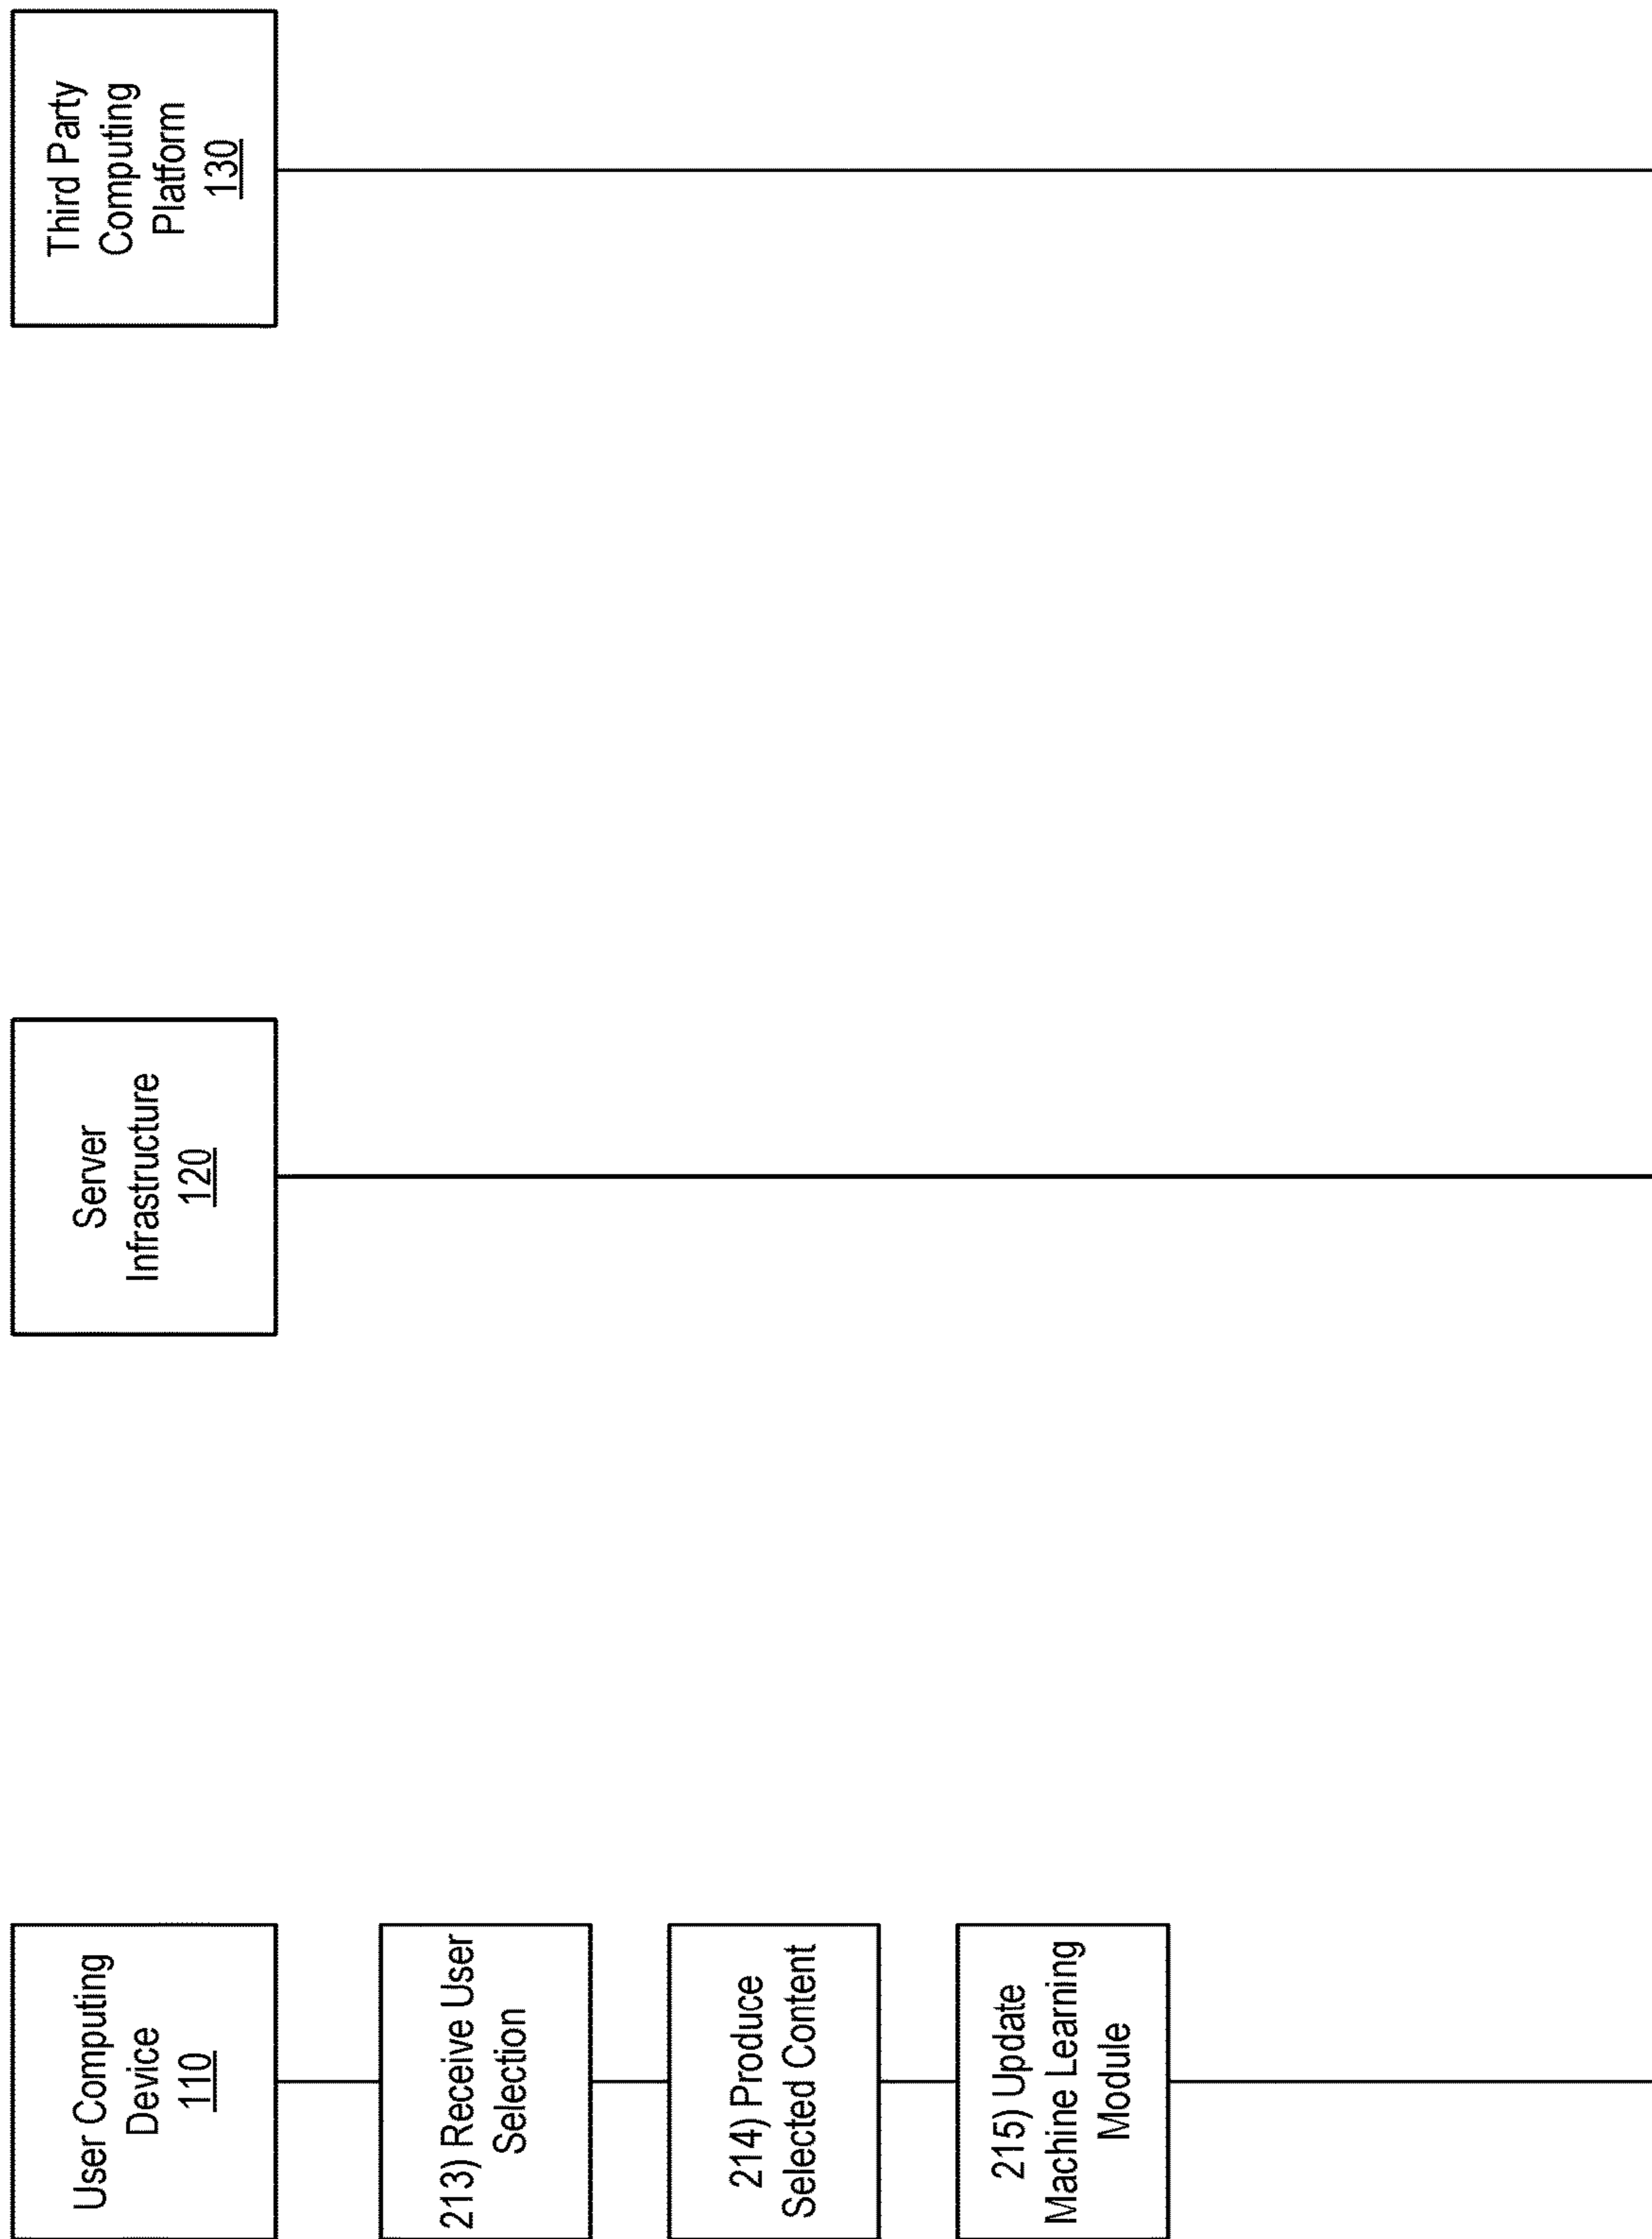 User Computing
Device
110
Server
Infrastructure
120
Third Party
Computing
Platform
130
213) Receive User
Selection
214) Produce
Selected Content
215) Update
Machine Learning
Module